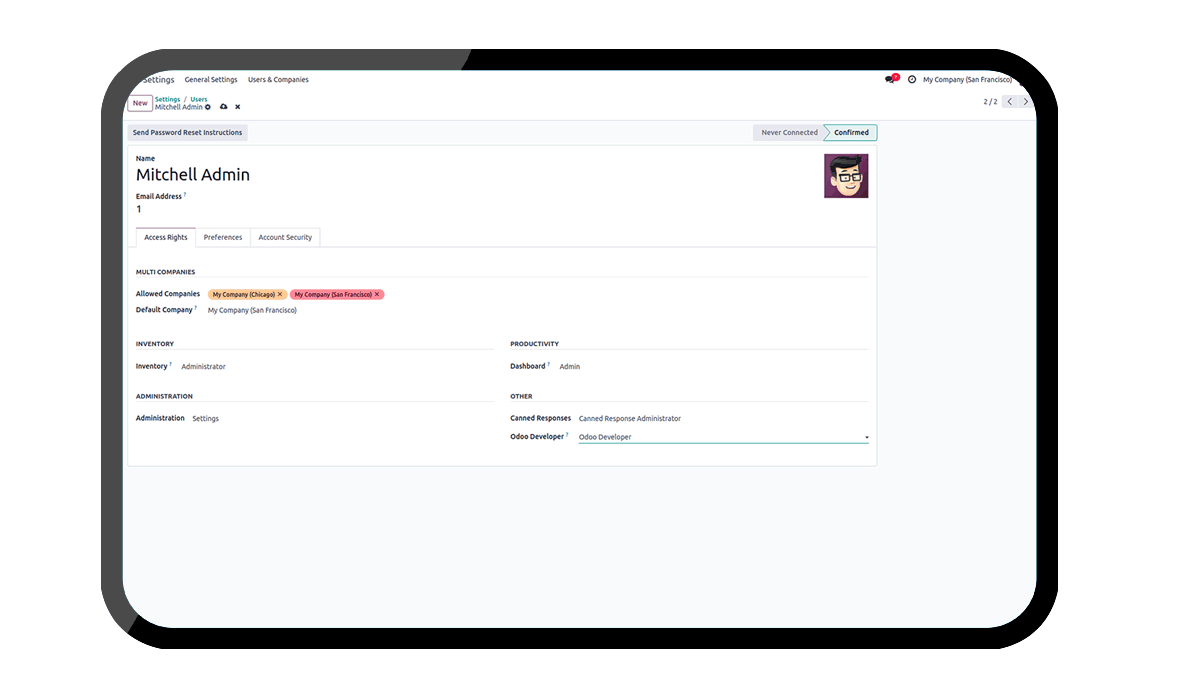 Settings General Settings Users & Companies My Company (San Francisco)
New Settings / Users
Mitchell Admin 2 / 2
Send Password Reset Instructions Never Connected Confirmed
Name
Mitchell Admin
Email Address ?
1
Access Rights Preferences Account Security
MULTI COMPANIES
Allowed Companies My Company (Chicago) × My Company (San Francisco) ×
Default Company ? My Company (San Francisco)
INVENTORY PRODUCTIVITY
Inventory ? Administrator Dashboard ? Admin
ADMINISTRATION OTHER
Administration Settings Canned Responses Canned Response Administrator
Odoo Developer ? Odoo Developer